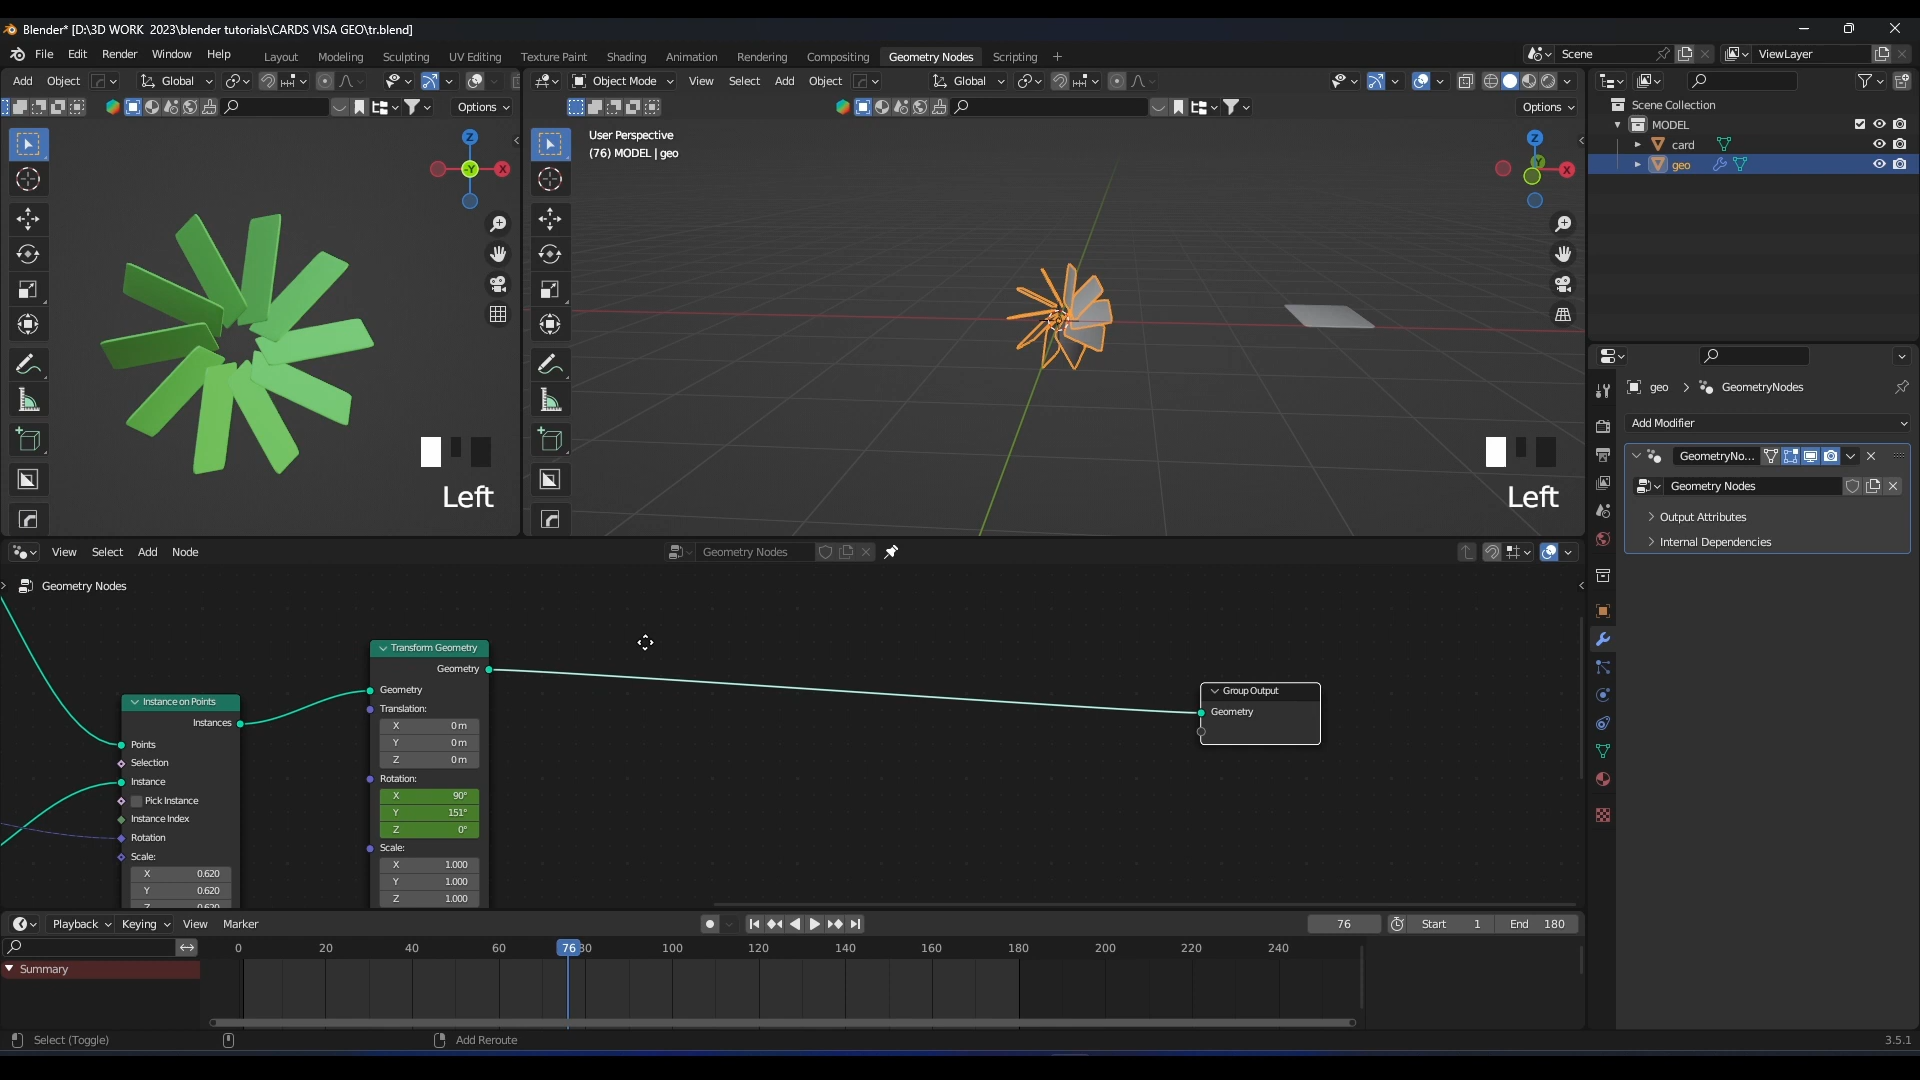 Blender* [D:\3D WORK 2023\blender tutorials\CARDS VISA GEO\tr.blend]
File Edit Render Window Help
Layout Modeling Sculpting UV Editing Texture Paint Shading Animation Rendering Compositing Geometry Nodes Scripting +
Scene
ViewLayer
Add Object Global
Options
Object Mode View Select Add Object Global
Options
User Perspective
(76) MODEL | geo
Z
-Y
X
Z
Y
X
Left
Left
Scene Collection
MODEL
card
geo
geo > GeometryNodes
Add Modifier
GeometryNo...
Geometry Nodes
Output Attributes
Internal Dependencies
View Select Add Node
Geometry Nodes
Geometry Nodes
Instance on Points
Instances
Points
Selection
Instance
Pick Instance
Instance Index
Rotation
Scale:
X 0.620
Y 0.620
Z 0.620
Transform Geometry
Geometry
Geometry
Translation:
X 0 m
Y 0 m
Z 0 m
Rotation:
X 90°
Y 151°
Z 0°
Scale:
X 1.000
Y 1.000
Z 1.000
Group Output
Geometry
Playback Keying View Marker
76
Start 1
End 180
0 20 40 60 76 80 100 120 140 160 180 200 220 240
Summary
Select (Toggle)
Add Reroute
3.5.1